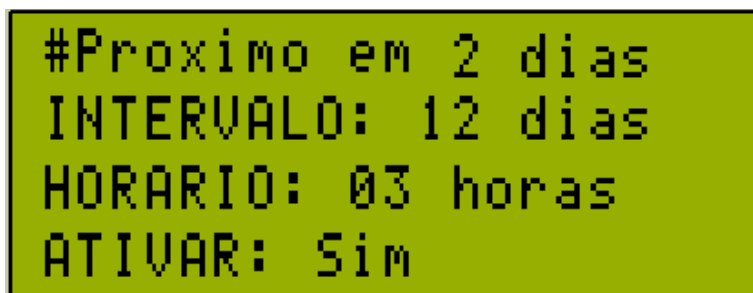 #Proximo em 2 dias
INTERVALO: 12 dias
HORARIO: 03 horas
ATIVAR: Sim